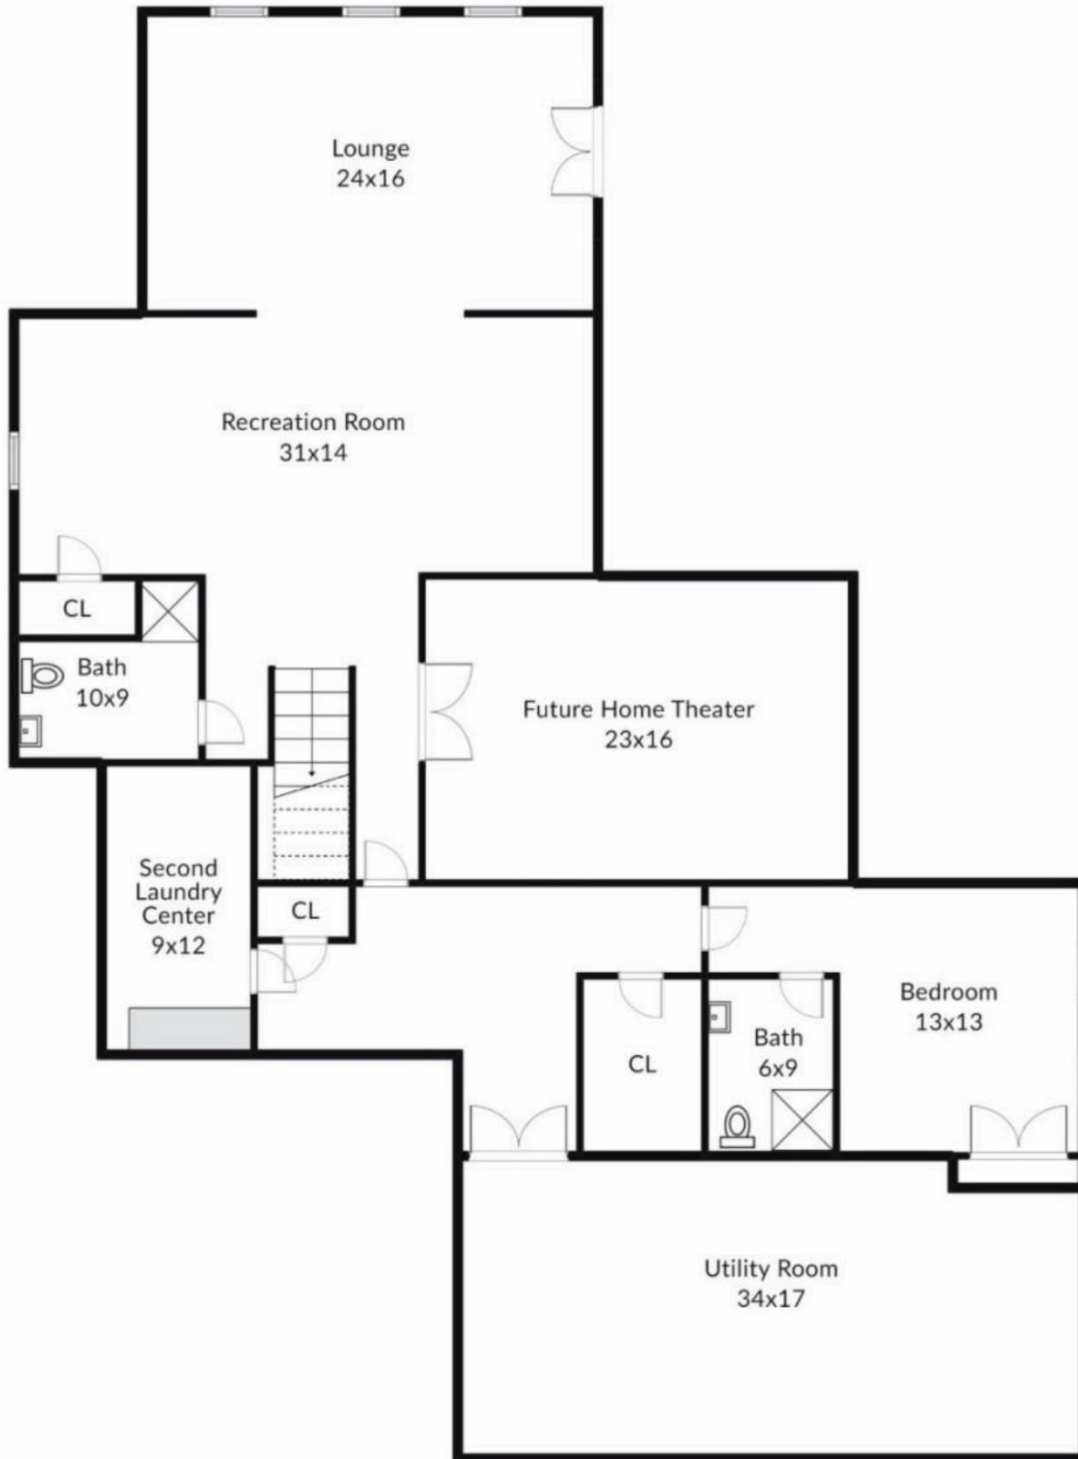 Lounge
24x16
Recreation Room
31x14
CL
Bath
10x9
Future Home Theater
23x16
Second
Laundry
Center
9x12
CL
Bedroom
13x13
Bath
6x9
CL
Utility Room
34x17